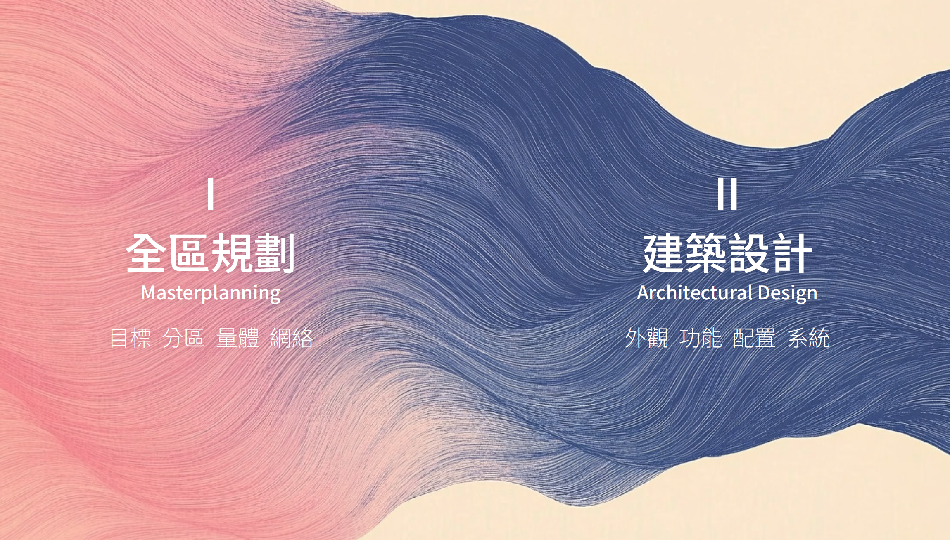 I
全區規劃
Masterplanning
目標 分區 量體 網絡
II
建築設計
Architectural Design
外觀 功能 配置 系統